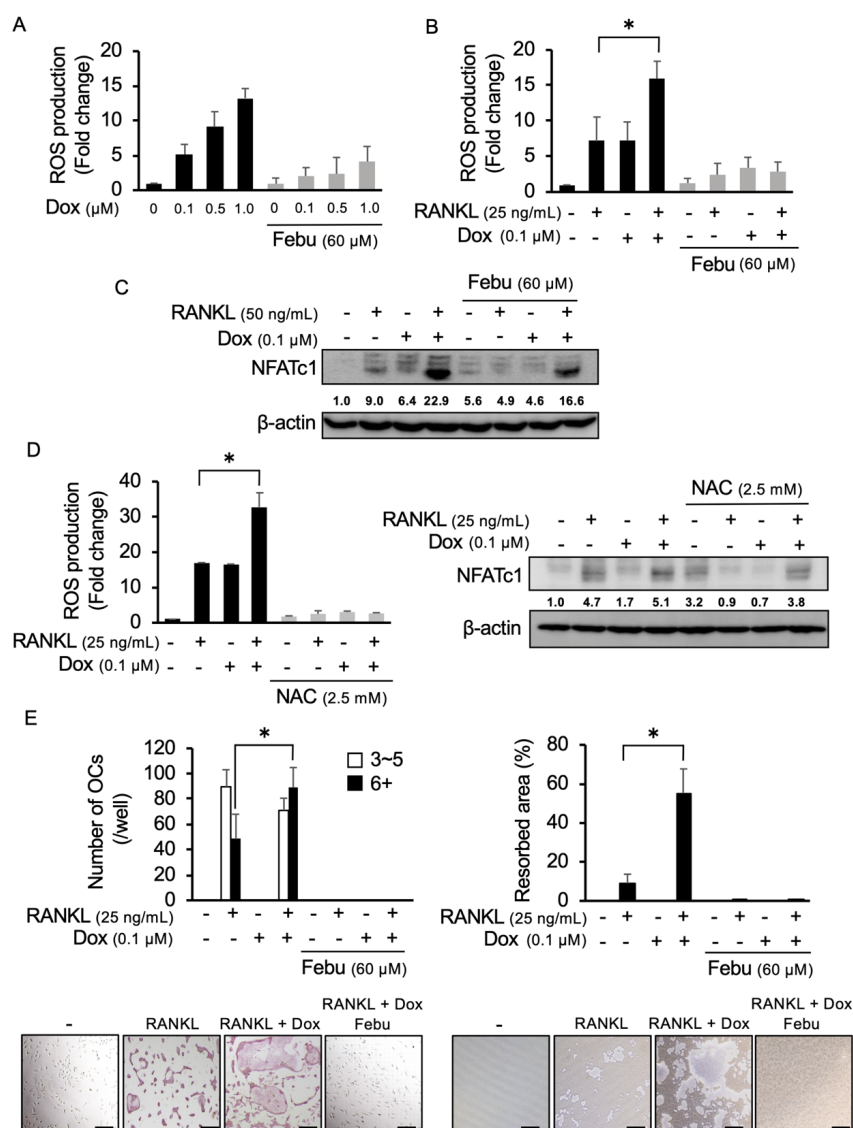 A
ROS production
(Fold change)
20
15
10
5
0
Dox (μM)
0 0.1 0.5 1.0 0 0.1 0.5 1.0
Febu (60 μM)
B
ROS production
(Fold change)
20
15
10
5
0
*
RANKL (25 ng/mL) - + - + - + - +
Dox (0.1 μM) - - + + - - + +
Febu (60 μM)
C
Febu (60 μM)
RANKL (50 ng/mL) - + - + - + - +
Dox (0.1 μM) - - + + - - + +
NFATc1
1.0 9.0 6.4 22.9 5.6 4.9 4.6 16.6
β-actin
D
ROS production
(Fold change)
40
30
20
10
0
*
RANKL (25 ng/mL) - + - + - + - +
Dox (0.1 μM) - - + + - - + +
NAC (2.5 mM)
NAC (2.5 mM)
RANKL (25 ng/mL) - + - + - + - +
Dox (0.1 μM) - - + + - - + +
NFATc1
1.0 4.7 1.7 5.1 3.2 0.9 0.7 3.8
β-actin
E
Number of OCs
(/well)
120
100
80
60
40
20
0
*
3~5
6+
RANKL (25 ng/mL) - + - + - + - +
Dox (0.1 μM) - - + + - - + +
Febu (60 μM)
Resorbed area (%)
80
60
40
20
0
*
RANKL (25 ng/mL) - + - + - + - +
Dox (0.1 μM) - - + + - - + +
Febu (60 μM)
- RANKL RANKL + Dox RANKL + Dox
Febu
- RANKL RANKL + Dox RANKL + Dox
Febu